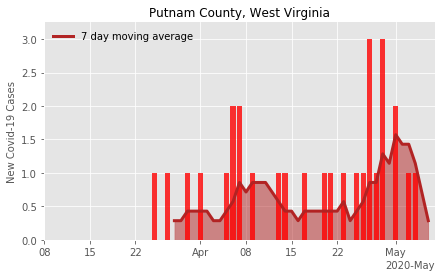 Putnam County, West Virginia
7 day moving average
New Covid-19 Cases
3.0
2.5
2.0
1.5
1.0
0.5
0.0
08 15 22 Apr 08 15 22 May
2020-May